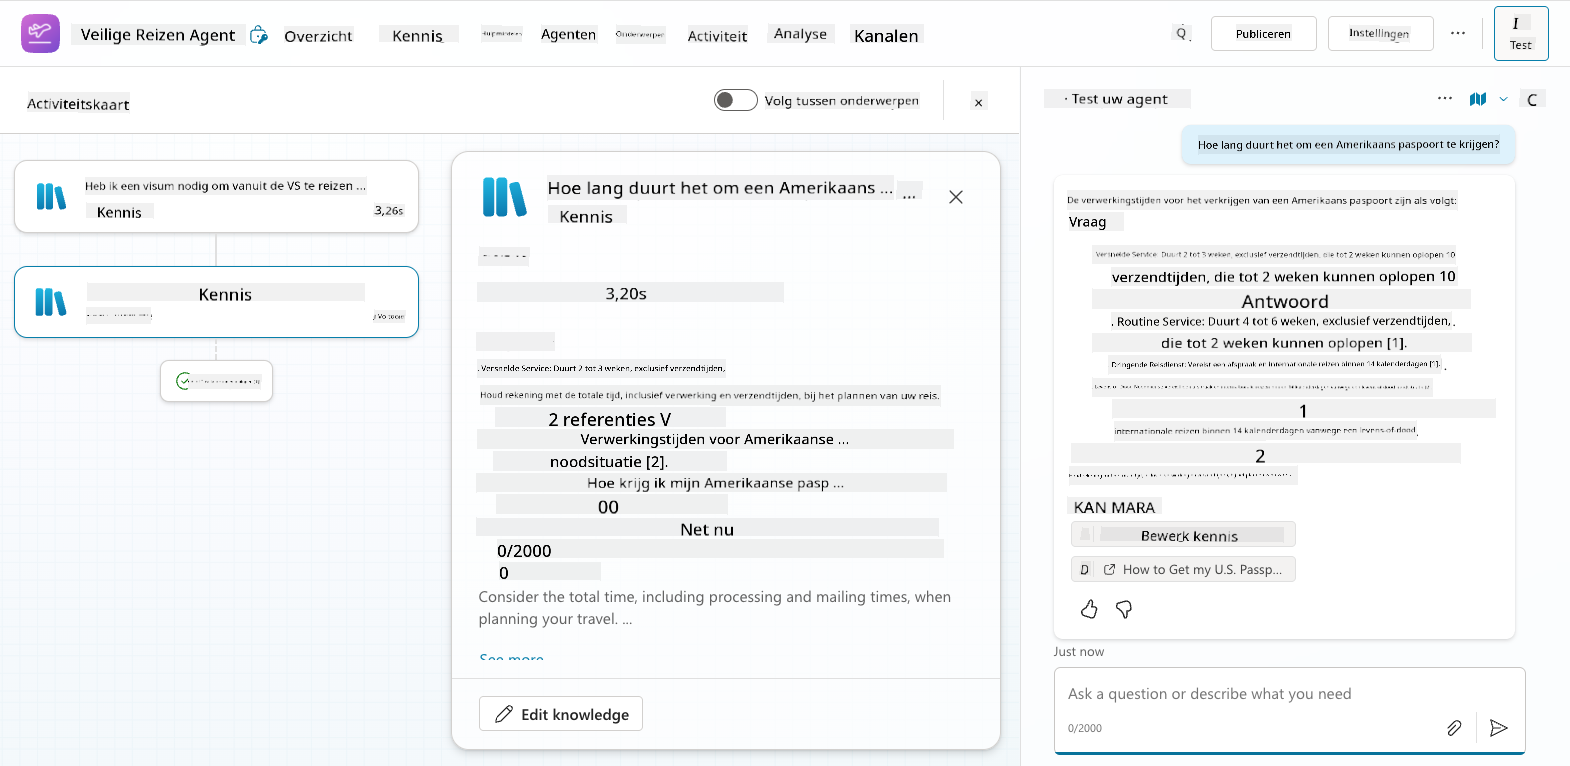 Veilige Reizen Agent
Overzicht
Kennis
Agenten
Onderwerpen
Activiteit
Analyse
Kanalen
Publiceren
Instellingen
Test
Activiteitskaart
Volg tussen onderwerpen
Test uw agent
Hoe lang duurt het om een Amerikaans paspoort te krijgen?
Heb ik een visum nodig om vanuit de VS te reizen ...
Kennis
3,26s
Kennis
Hoe lang duurt het om een Amerikaans ...
Kennis
3,20s
. Versnelde Service: Duurt 2 tot 3 weken, exclusief verzendtijden,
Houd rekening met de totale tijd, inclusief verwerking en verzendtijden, bij het plannen van uw reis.
2 referenties V
Verwerkingstijden voor Amerikaanse ...
noodsituatie [2].
Hoe krijg ik mijn Amerikaanse pasp ...
00
Net nu
0/2000
0
Consider the total time, including processing and mailing times, when
planning your travel. ...
See more
Edit knowledge
De verwerkingstijden voor het verkrijgen van een Amerikaans paspoort zijn als volgt:
Vraag
Versnelde Service: Duurt 2 tot 3 weken, exclusief verzendtijden, die tot 2 weken kunnen oplopen 10
verzendtijden, die tot 2 weken kunnen oplopen 10
Antwoord
. Routine Service: Duurt 4 tot 6 weken, exclusief verzendtijden, .
die tot 2 weken kunnen oplopen [1].
Dringende Reisdienst: Vereist een afspraak en internationale reizen binnen 14 kalenderdagen [1]. .
1
internationale reizen binnen 14 kalenderdagen vanwege een levens-of-dood
2
KAN MARA
Bewerk kennis
D How to Get my U.S. Passp...
Just now
Ask a question or describe what you need
0/2000